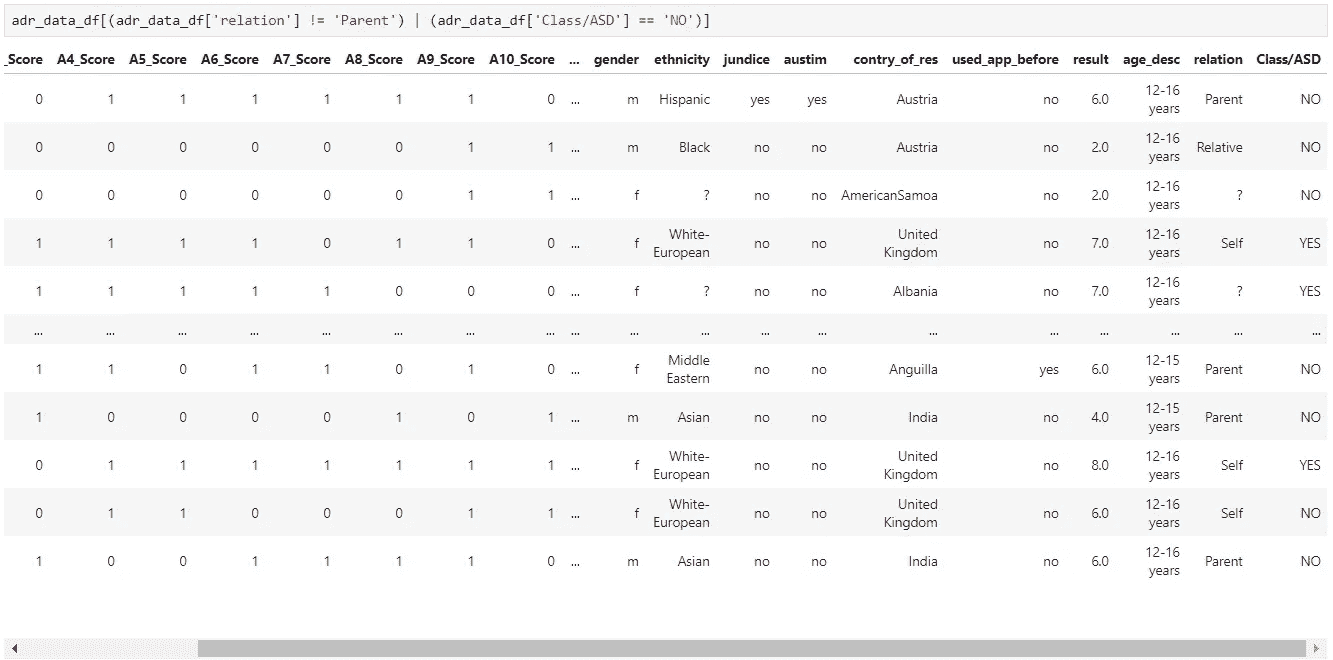 adr_data_df[(adr_data_df['relation'] != 'Parent') | (adr_data_df['Class/ASD'] == 'NO')]
_Score A4_Score A5_Score A6_Score A7_Score A8_Score A9_Score A10_Score ... gender ethnicity jundice austim contry_of_res used_app_before result age_desc relation Class/ASD
0 1 1 1 1 1 1 0 ... m Hispanic yes yes Austria no 6.0 12-16 years Parent NO
0 0 0 0 0 0 1 1 ... m Black no no Austria no 2.0 12-16 years Relative NO
0 0 0 0 0 0 1 1 ... f ? no no AmericanSamoa no 2.0 12-16 years ? NO
1 1 1 1 0 1 1 0 ... f White-European no no United Kingdom no 7.0 12-16 years Self YES
1 1 1 1 1 0 0 0 ... f ? no no Albania no 7.0 12-16 years ? YES
... ... ... ... ... ... ... ... ... ... ... ... ... ... ... ... ... ... ...
1 1 0 1 1 0 1 0 ... f Middle Eastern no no Anguilla yes 6.0 12-15 years Parent NO
1 0 0 0 0 1 0 1 ... m Asian no no India no 4.0 12-15 years Parent NO
0 1 1 1 1 1 1 1 ... f White-European no no United Kingdom no 8.0 12-16 years Self YES
0 1 1 0 0 0 1 1 ... f White-European no no United Kingdom no 6.0 12-16 years Self NO
1 0 0 1 1 1 1 0 ... m Asian no no India no 6.0 12-16 years Parent NO